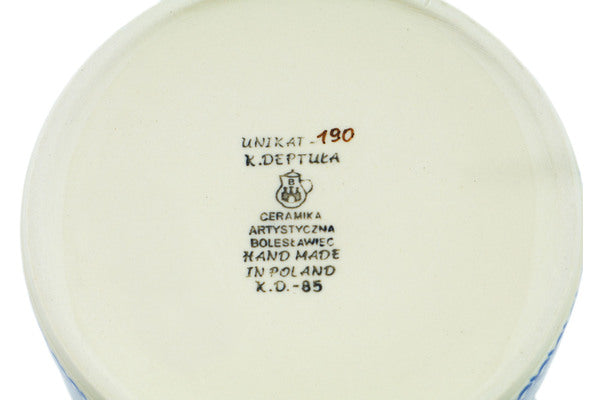 UNIKAT-190
K.DEPTUŁA
B
CERAMIKA
ARTYSTYCZNA
BOLESŁAWIEC
HAND MADE
IN POLAND
K.D.-85